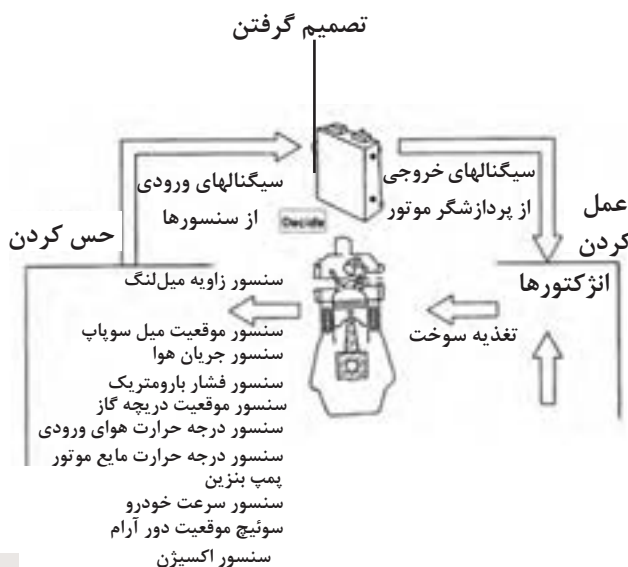 تصمیم گرفتن
سیگنالهای ورودی
از سنسورها
سیگنالهای خروجی
از پردازشگر موتور
Decide
حس کردن
عمل
کردن
انژکتورها
تغذیه سوخت
سنسور زاویه میل‌لنگ
سنسور موقعیت میل سوپاپ
سنسور جریان هوا
سنسور فشار بارومتریک
سنسور موقعیت دریچه گاز
سنسور درجه حرارت هوای ورودی
سنسور درجه حرارت مایع موتور
پمپ بنزین
سنسور سرعت خودرو
سوئیچ موقعیت دور آرام
سنسور اکسیژن